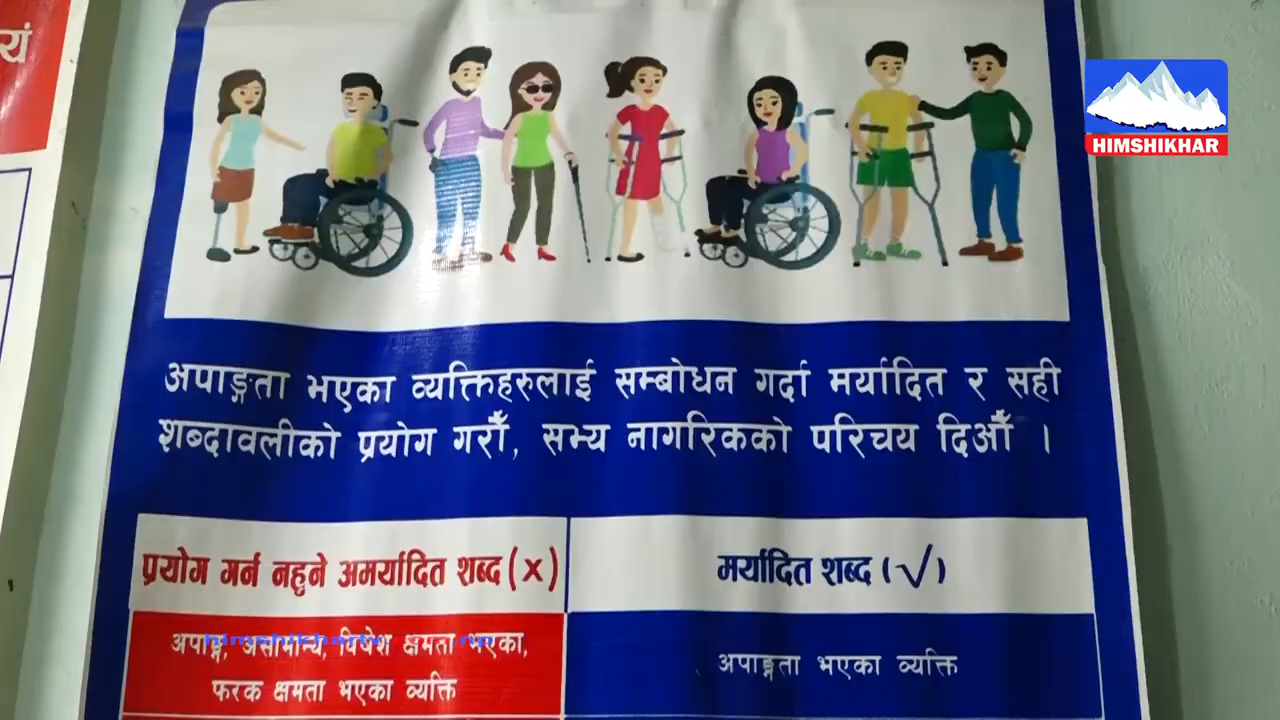 यं
HIMSHIKHAR
अपाङ्गता भएका व्यक्तिहरुलाई सम्बोधन गर्दा मर्यादित र सही
शब्दावलीको प्रयोग गरौँ, सभ्य नागरिकको परिचय दिऔँ ।
प्रयोग गर्न नहुने अमर्यादित शब्द (x)
मर्यादित शब्द (√)
अपाङ्ग, असामान्य, विषेश क्षमता भएका,
फरक क्षमता भएका व्यक्ति
अपाङ्गता भएका व्यक्ति